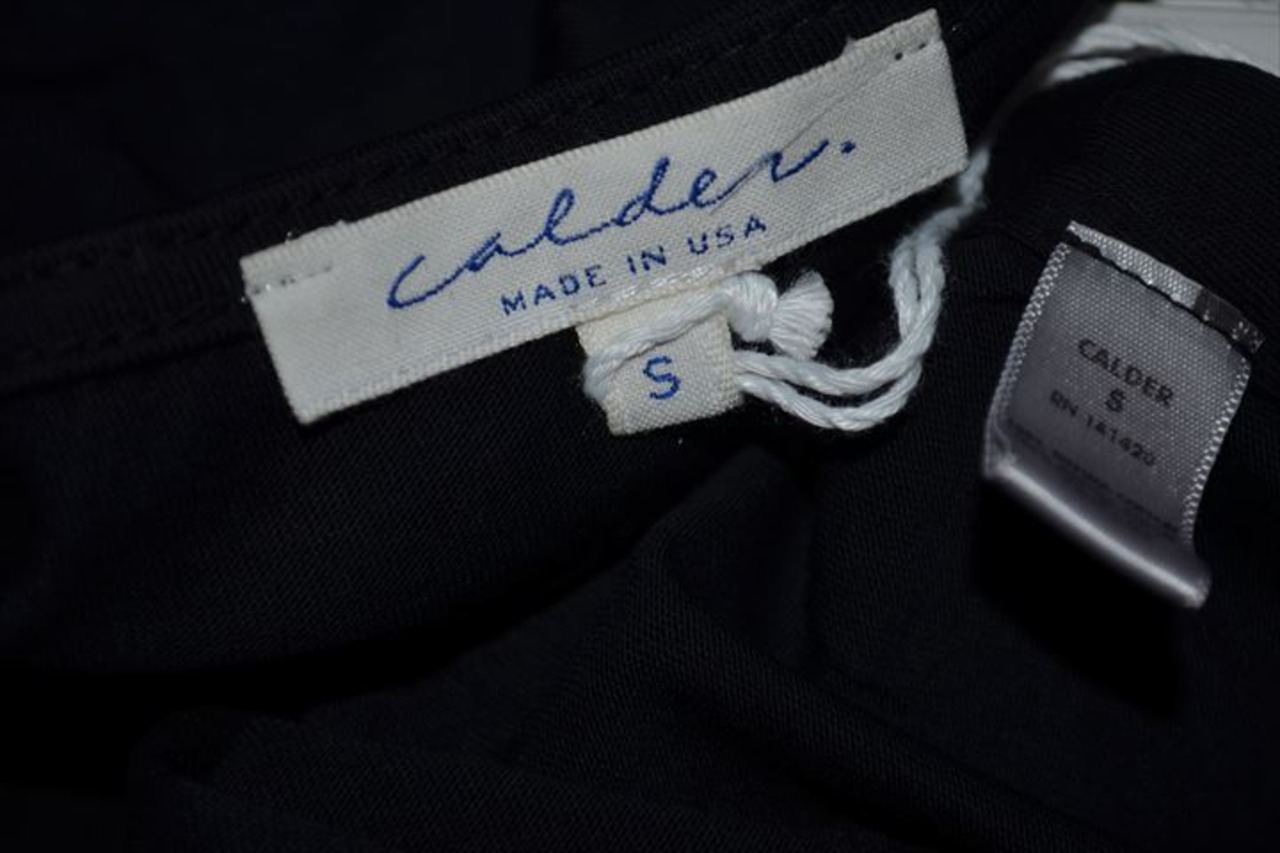 calder.
MADE IN USA
S
CALDER
S
RN 141420